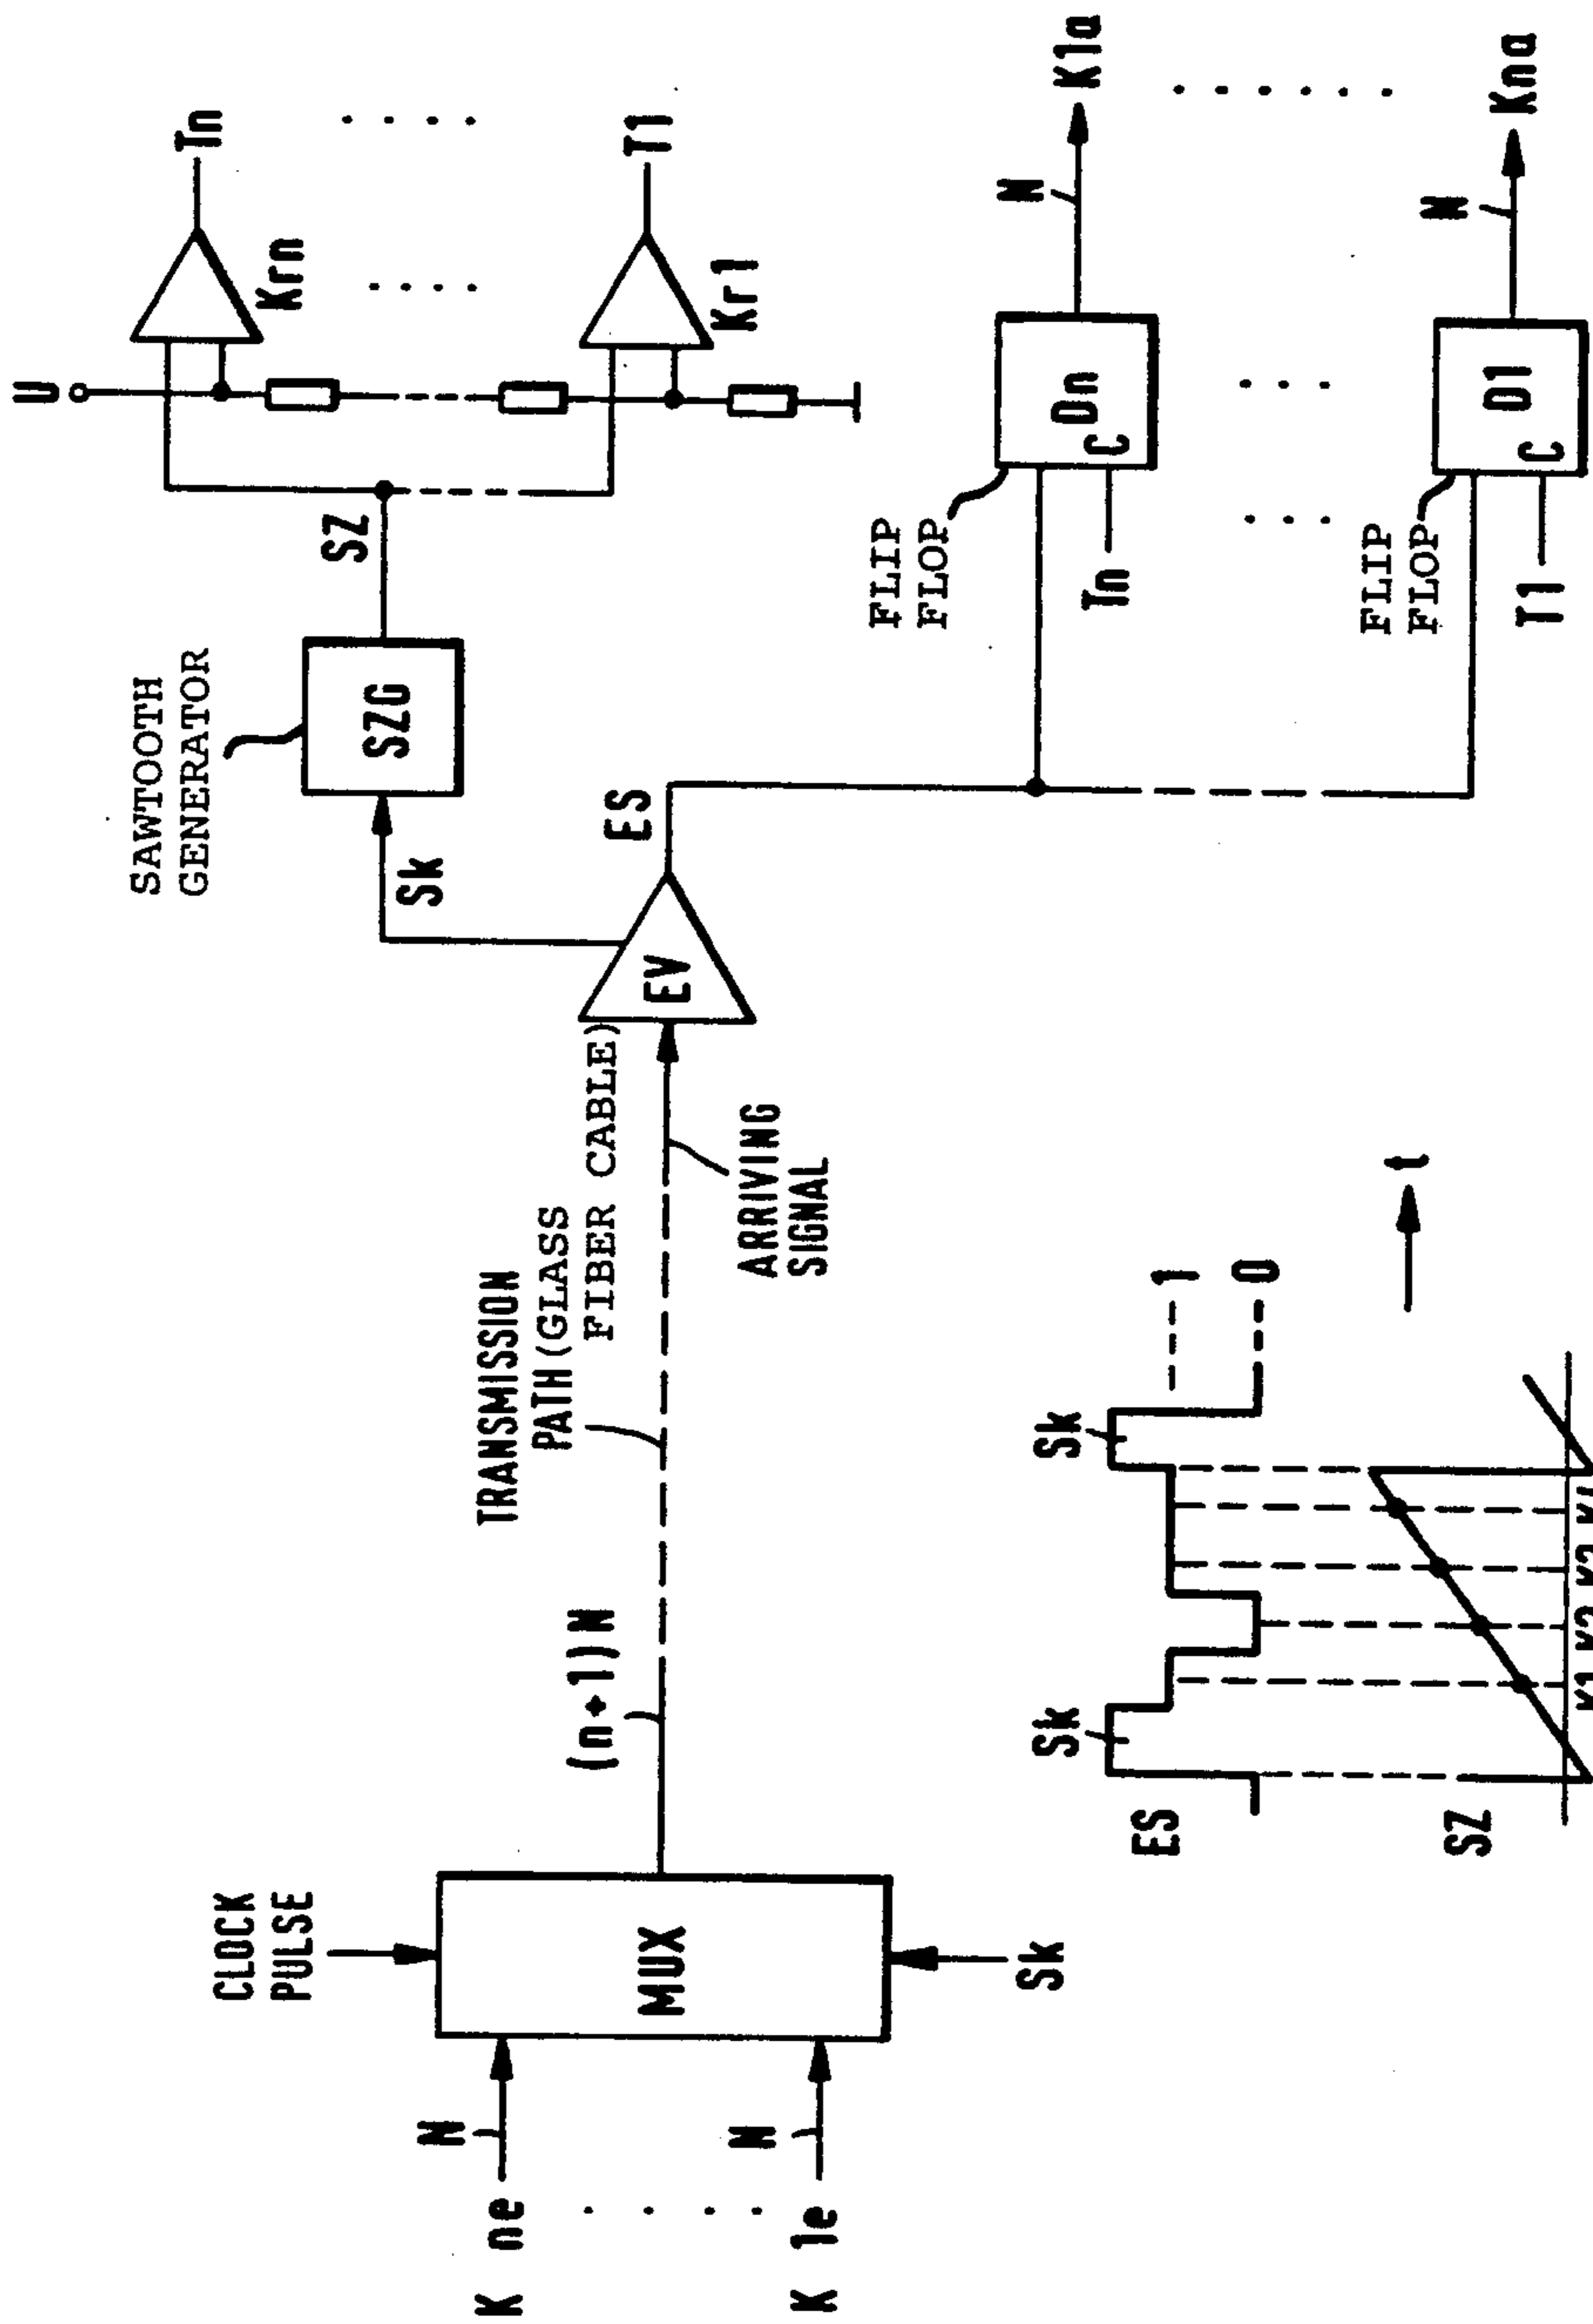 U
Krn
Tn
SAWTOOTH
GENERATOR
SZG
SZ
Sk
Kr1
T1
CLOCK
PULSE
K ne
N
MUX
K 1e
N
Sk
(n+1)N
TRANSMISSION
PATH(GLASS
FIBER CABLE)
ARRIVING
SIGNAL
EV
ES
FLIP
FLOP
Dn
C
Tn
N
K1a
FLIP
FLOP
D1
C
T1
N
Kna
Sk
Sk
ES
1
0
t
SZ